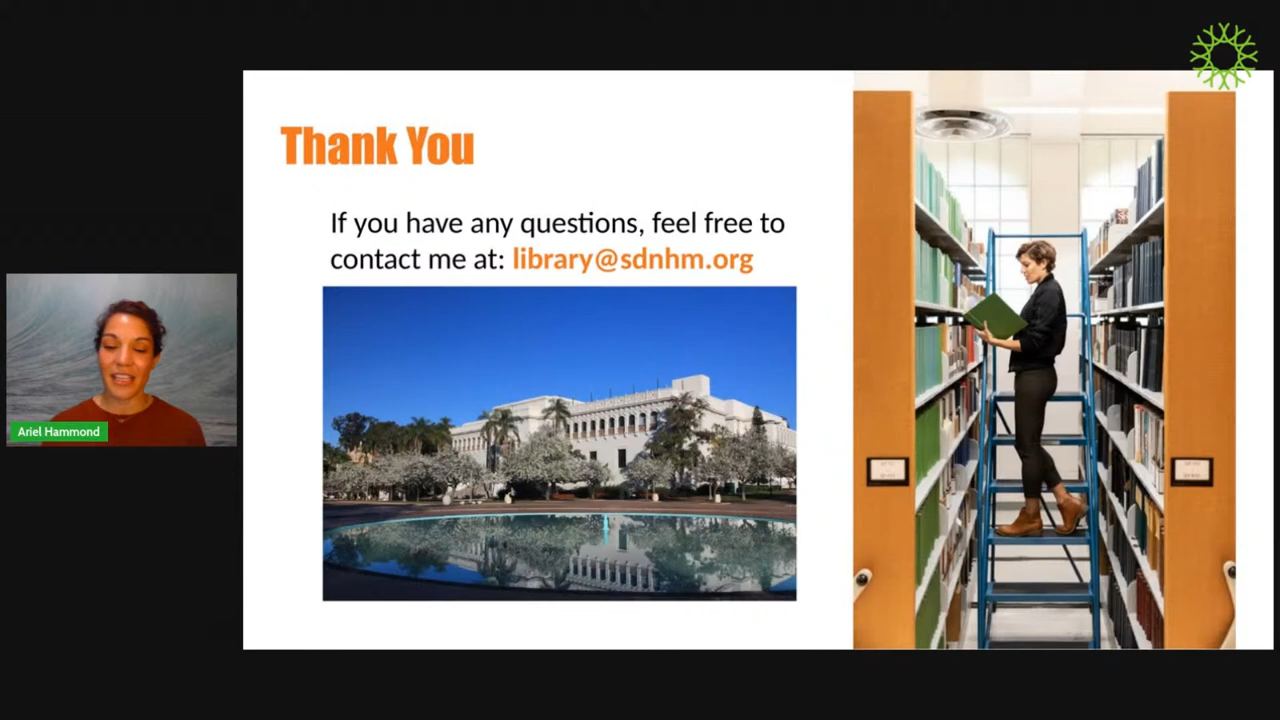 Thank You
If you have any questions, feel free to
contact me at: library@sdnhm.org
Ariel Hammond